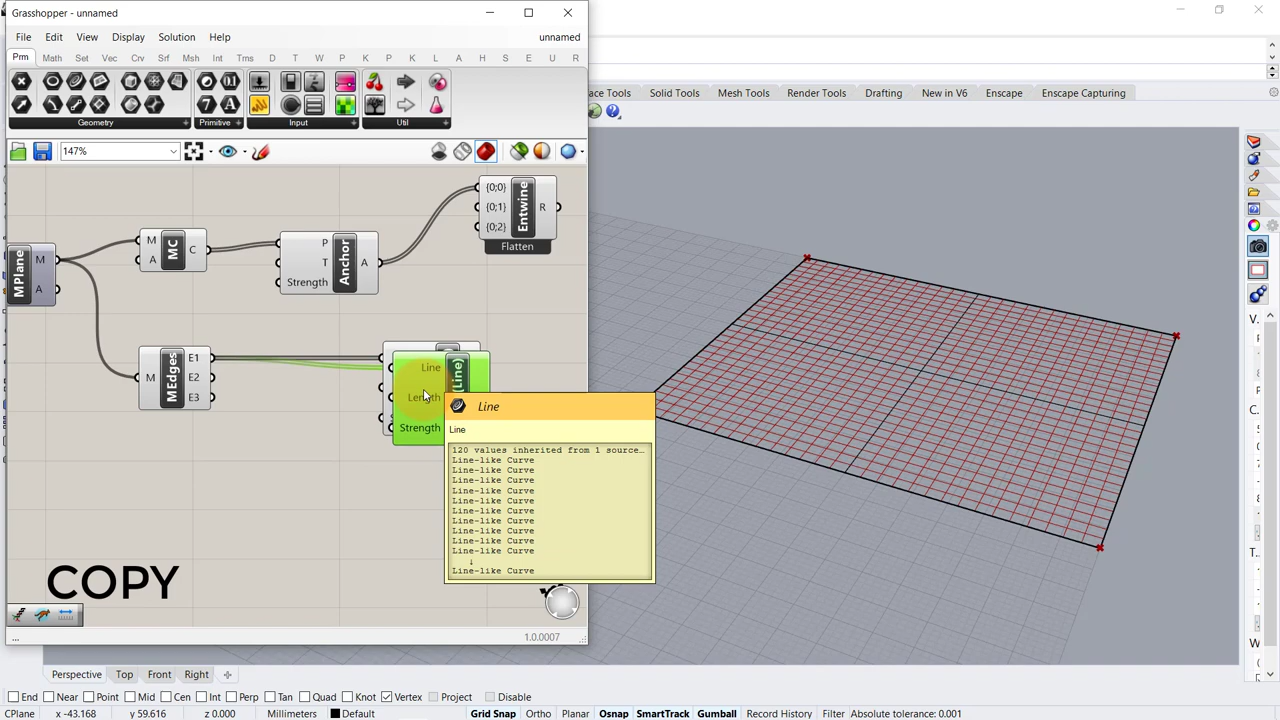 Grasshopper - unnamed
File Edit View Display Solution Help unnamed
Prm Math Set Vec Crv Srf Msh Int Trns D T W P K P L A H S E U R
Geometry Primitive Input Util
ace Tools Solid Tools Mesh Tools Render Tools Drafting New in V6 Enscape Enscape Capturing
147%
{0;0}
{0;1}
{0;2}
Entwine
R
Flatten
MPlane
M
A
M
A
MC
C
P
T
Strength
Anchor
A
M
MEdges
E1
E2
E3
Line
Length
Strength
(Line)
Line
Line
120 values inherited from 1 source…
Line-like Curve
Line-like Curve
Line-like Curve
Line-like Curve
Line-like Curve
Line-like Curve
Line-like Curve
Line-like Curve
Line-like Curve
Line-like Curve
↓
Line-like Curve
COPY
... 1.0.0007
V.
T...
W
Perspective Top Front Right
End Near Point Mid Cen Int Perp Tan Quad Knot Vertex Project Disable
CPlane x -43.168 y 59.616 z 0.000 Millimeters Default Grid Snap Ortho Planar Osnap SmartTrack Gumball Record History Filter Absolute tolerance: 0.001